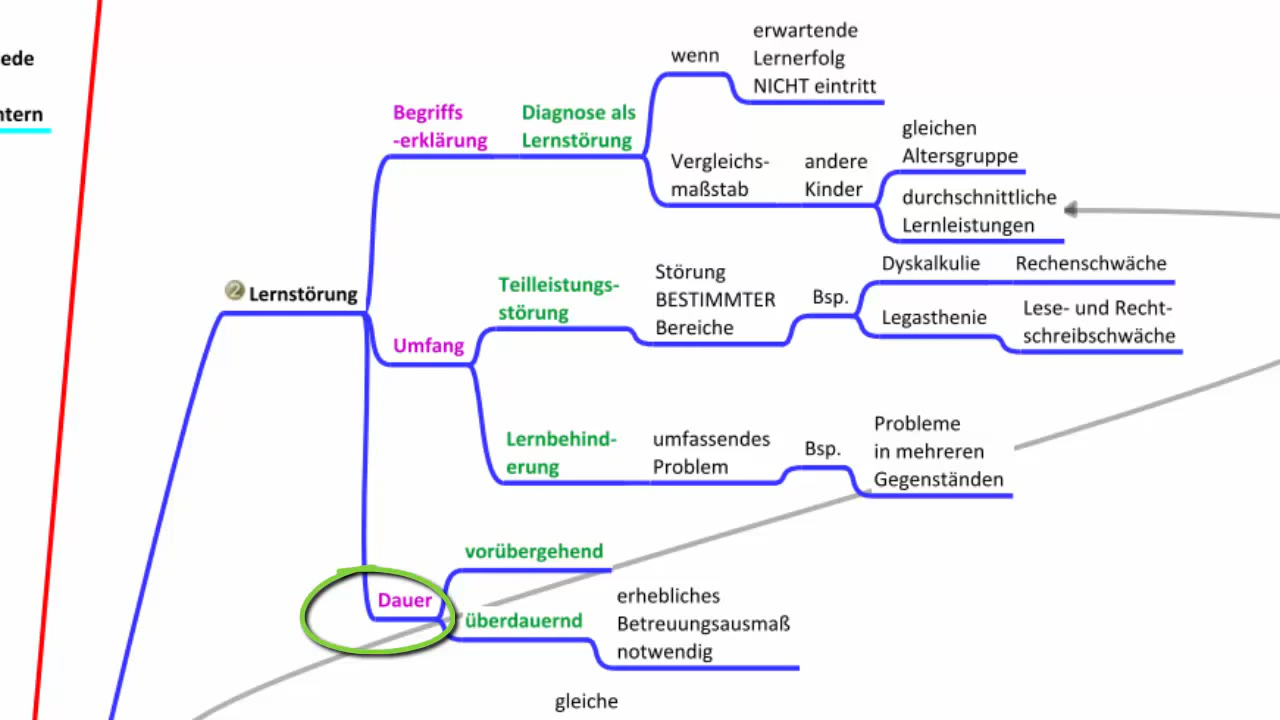 ede
ntern
2 Lernstörung
Begriffs
-erklärung
Diagnose als
Lernstörung
wenn
erwartende
Lernerfolg
NICHT eintritt
Vergleichs-
maßstab
andere
Kinder
gleichen
Altersgruppe
durchschnittliche
Lernleistungen
Umfang
Teilleistungs-
störung
Störung
BESTIMMTER
Bereiche
Bsp.
Dyskalkulie
Rechenschwäche
Legasthenie
Lese- und Recht-
schreibschwäche
Lernbehind-
erung
umfassendes
Problem
Bsp.
Probleme
in mehreren
Gegenständen
Dauer
vorübergehend
überdauernd
erhebliches
Betreuungsausmaß
notwendig
gleiche